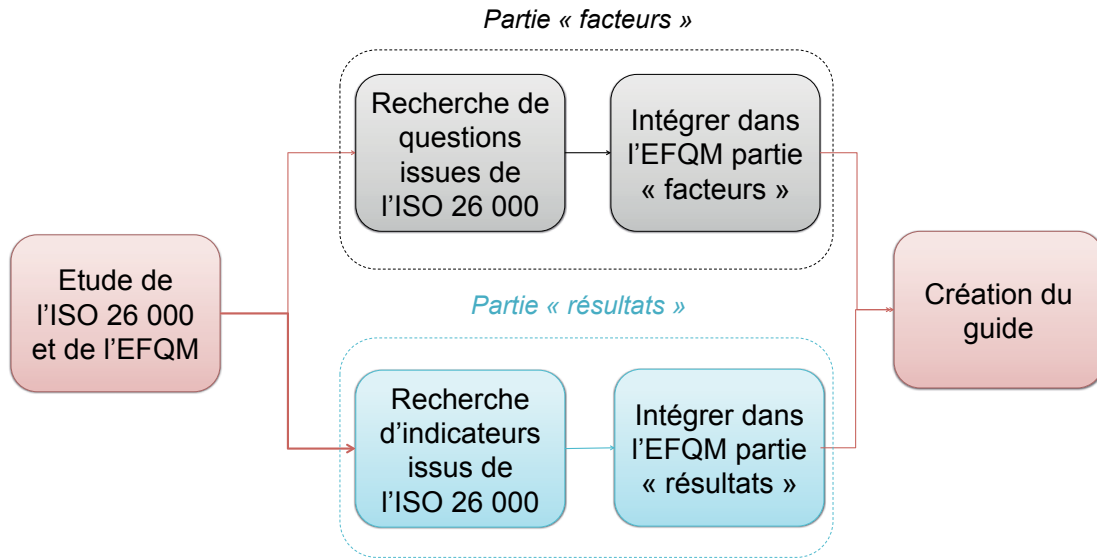 Partie « facteurs »
Recherche de
questions
issues de
l’ISO 26 000
Intégrer dans
l’EFQM partie
« facteurs »
Etude de
l’ISO 26 000
et de l’EFQM
Partie « résultats »
Recherche
d’indicateurs
issus de
l’ISO 26 000
Intégrer dans
l’EFQM partie
« résultats »
Création du
guide